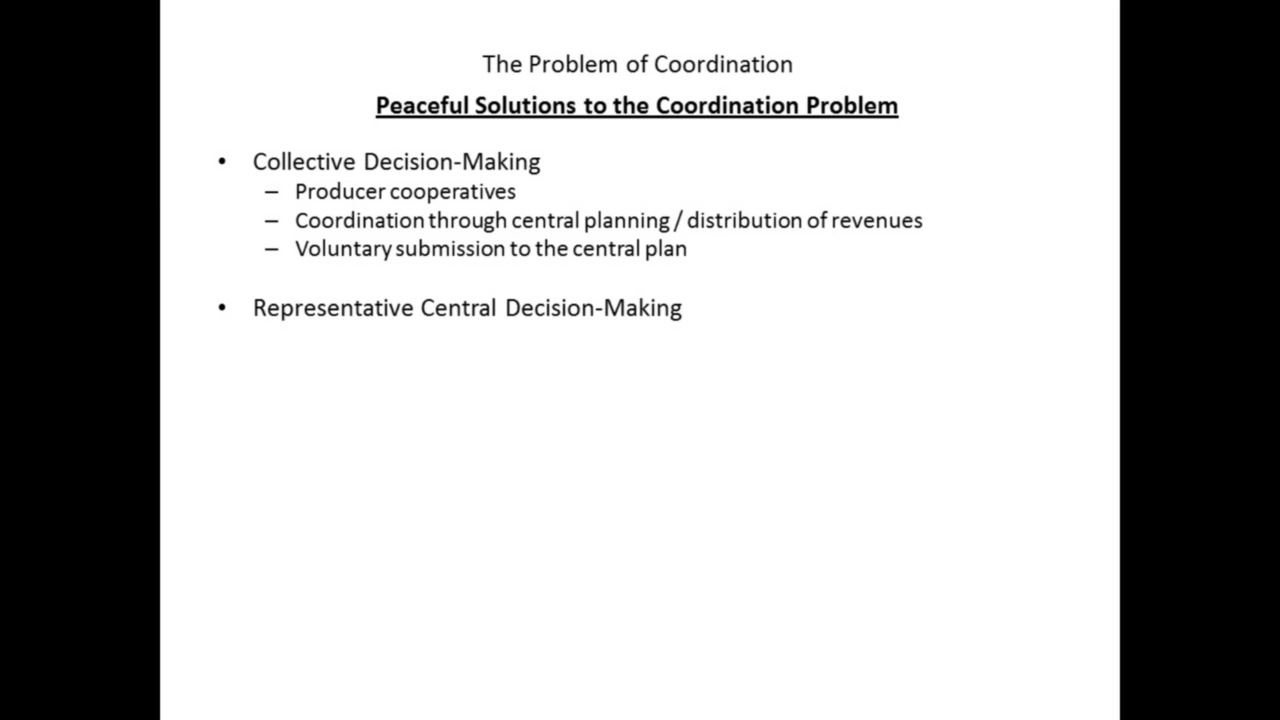 The Problem of Coordination
Peaceful Solutions to the Coordination Problem
• Collective Decision-Making
– Producer cooperatives
– Coordination through central planning / distribution of revenues
– Voluntary submission to the central plan
• Representative Central Decision-Making